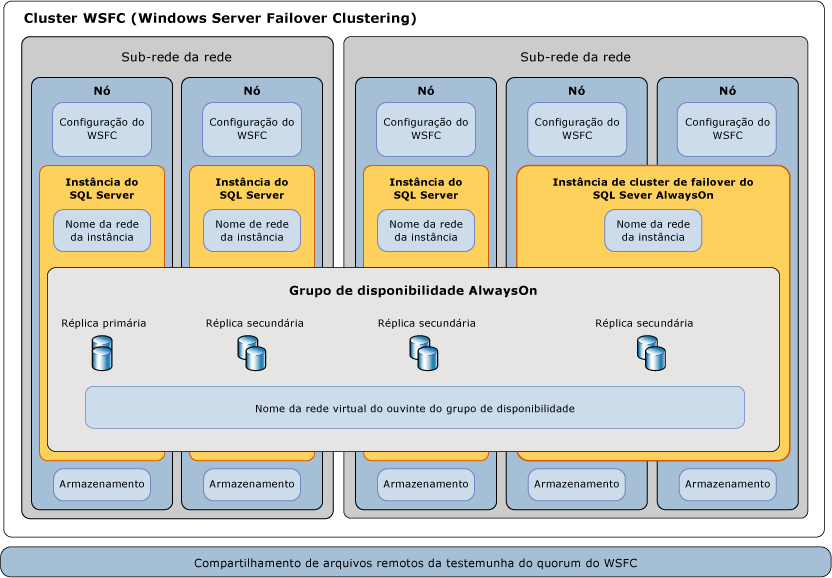 Cluster WSFC (Windows Server Failover Clustering)
Sub-rede da rede
Sub-rede da rede
Nó
Nó
Nó
Nó
Nó
Configuração do
WSFC
Configuração do
WSFC
Configuração do
WSFC
Configuração do
WSFC
Configuração do
WSFC
Instância do
SQL Server
Instância do
SQL Server
Instância do
SQL Server
Instância de cluster de failover do
SQL Sever AlwaysOn
Nome da rede
da instância
Nome de rede
da instância
Nome da rede
da instância
Nome da rede
da instância
Grupo de disponibilidade AlwaysOn
Réplica primária
Réplica secundária
Réplica secundária
Réplica secundária
Nome da rede virtual do ouvinte do grupo de disponibilidade
Armazenamento
Armazenamento
Armazenamento
Armazenamento
Armazenamento
Compartilhamento de arquivos remotos da testemunha do quorum do WSFC